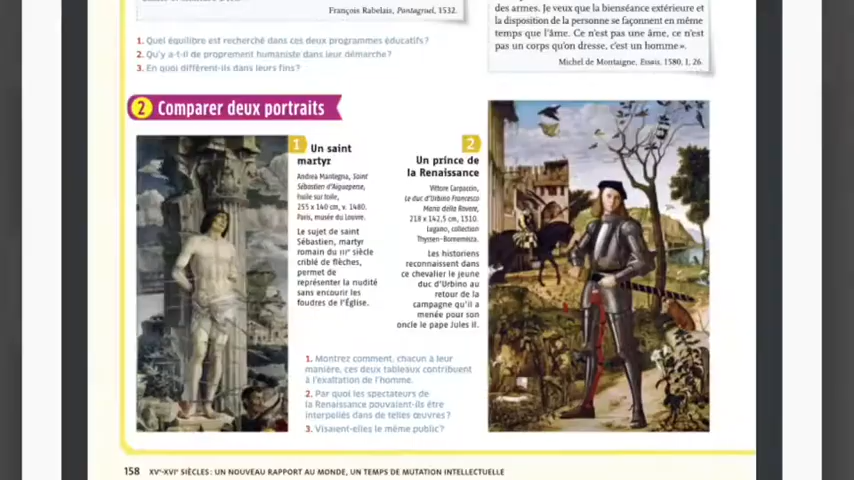 François Rabelais, Pantagruel, 1532.
1. Quel équilibre est recherché dans ces deux programmes éducatifs?
2. Qu'y a-t-il de proprement humaniste dans leur démarche?
3. En quoi diffèrent-ils dans leurs fins?
des armes. Je veux que la bienséance extérieure et
la disposition de la personne se façonnent en même
temps que l'âme. Ce n'est pas une âme, ce n'est
pas un corps qu'on dresse, c'est un homme».
Michel de Montaigne, Essais, 1580, I, 26.
2 Comparer deux portraits
1 Un saint
martyr
Andrea Mantegna, Saint
Sébastien d'Aigueperse,
huile sur toile,
255 x 140 cm, v. 1480.
Paris, musée du Louvre.
Le sujet de saint
Sébastien, martyr
romain du IIIe siècle
criblé de flèches,
permet de
représenter la nudité
sans encourir les
foudres de l'Église.
2
Un prince de
la Renaissance
Vittore Carpaccio,
Le duc d'Urbino Francesco
Maria della Rovere,
218 x 142,5 cm, 1510.
Lugano, collection
Thyssen-Bornemisza.
Les historiens
reconnaissent dans
ce chevalier le jeune
duc d'Urbino au
retour de la
campagne qu'il a
menée pour son
oncle le pape Jules II.
1. Montrez comment, chacun à leur
manière, ces deux tableaux contribuent
à l'exaltation de l'homme.
2. Par quoi les spectateurs de
la Renaissance pouvaient-ils être
interpellés dans de telles œuvres?
3. Visaient-elles le même public?
158 XVe-XVIe SIÈCLES : UN NOUVEAU RAPPORT AU MONDE, UN TEMPS DE MUTATION INTELLECTUELLE